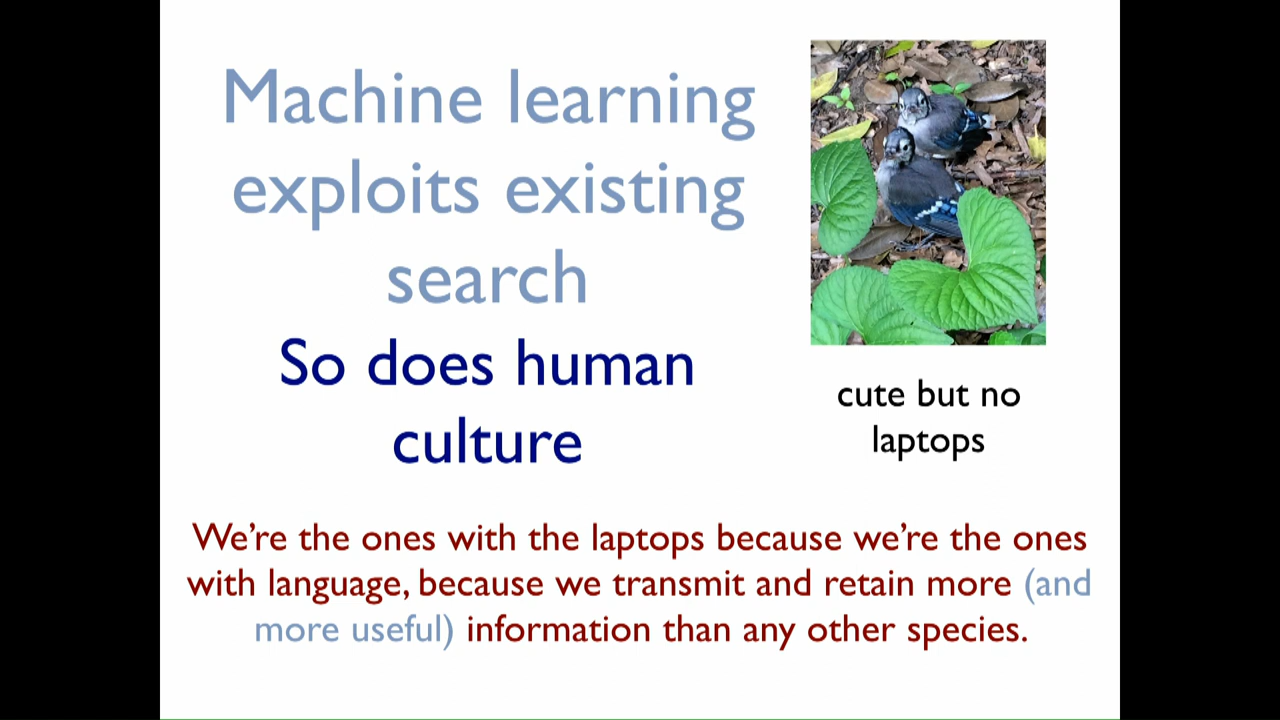 Machine learning
exploits existing
search
So does human
culture
cute but no
laptops
We're the ones with the laptops because we're the ones
with language, because we transmit and retain more (and
more useful) information than any other species.